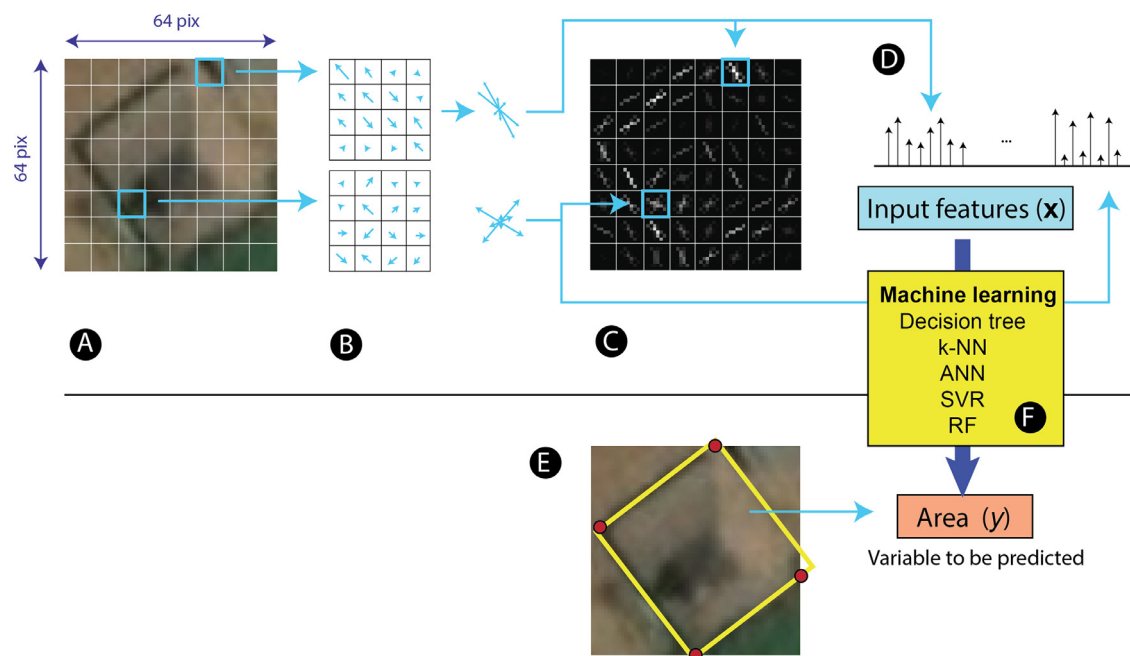 64 pix
64 pix
A
B
C
D
...
Input features (x)
Machine learning
Decision tree
k-NN
ANN
SVR
RF
F
E
Area (y)
Variable to be predicted